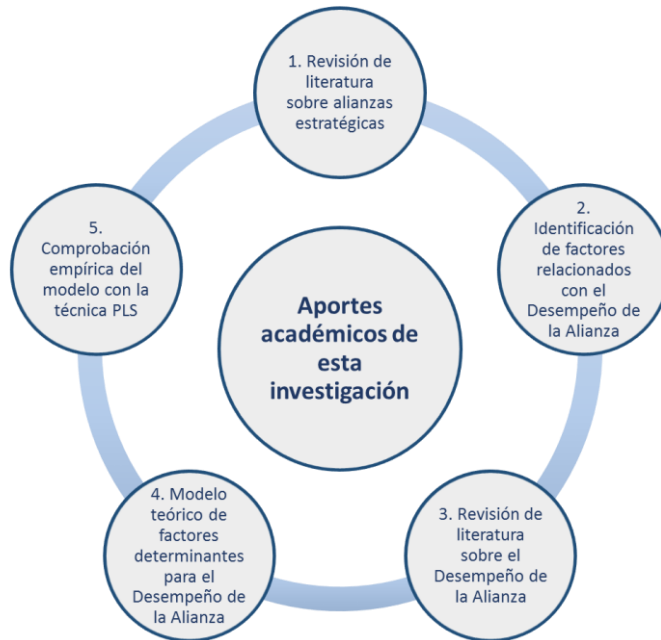 1. Revisión de
literatura
sobre alianzas
estratégicas
2.
Identificación
de factores
relacionados
con el
Desempeño de
la Alianza
3. Revisión de
literatura
sobre el
Desempeño de
la Alianza
4. Modelo
teórico de
factores
determinantes
para el
Desempeño de
la Alianza
5.
Comprobación
empírica del
modelo con la
técnica PLS
Aportes
académicos de
esta
investigación